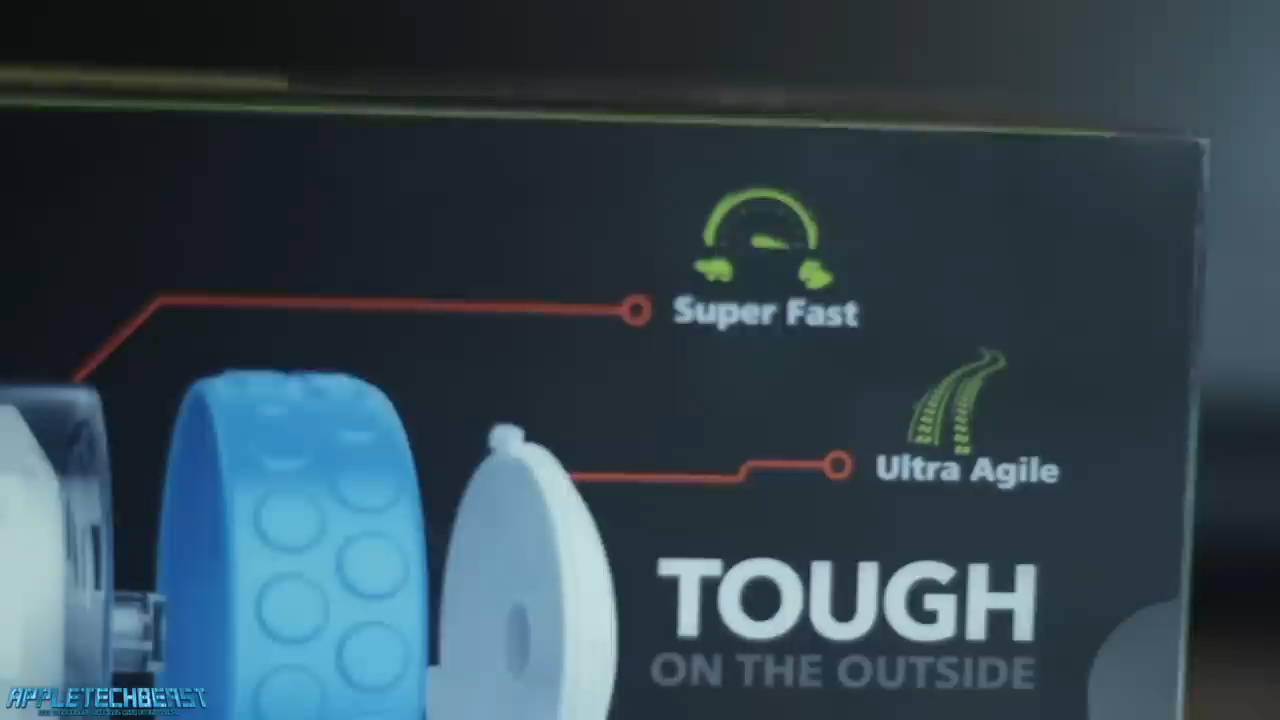 Super Fast
Ultra Agile
TOUGH
ON THE OUTSIDE
APPLETECHBEAST